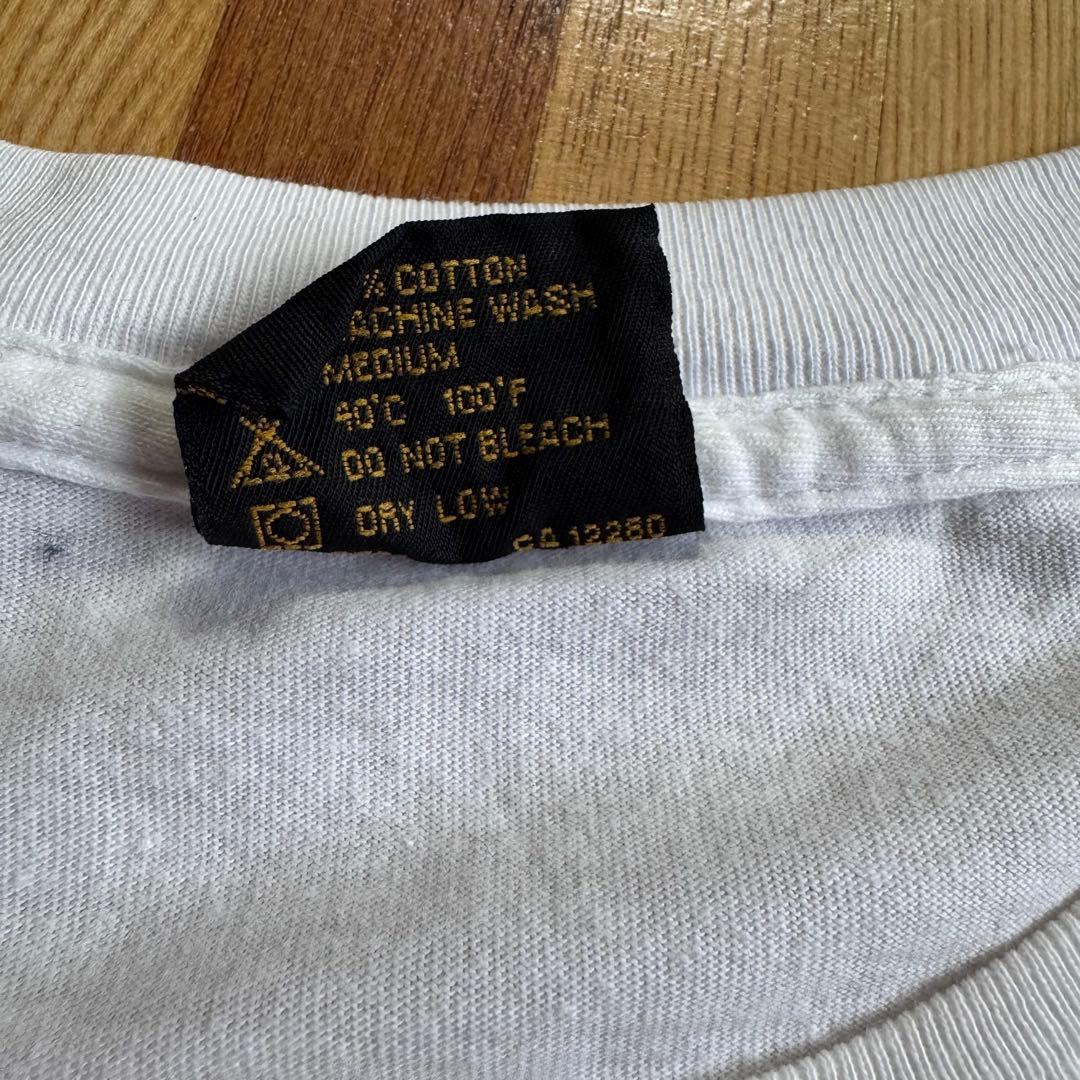 % COTTON
ACHINE WASH
MEDIUM
40°C 100°F
DO NOT BLEACH
DRY LOW
CA 12280